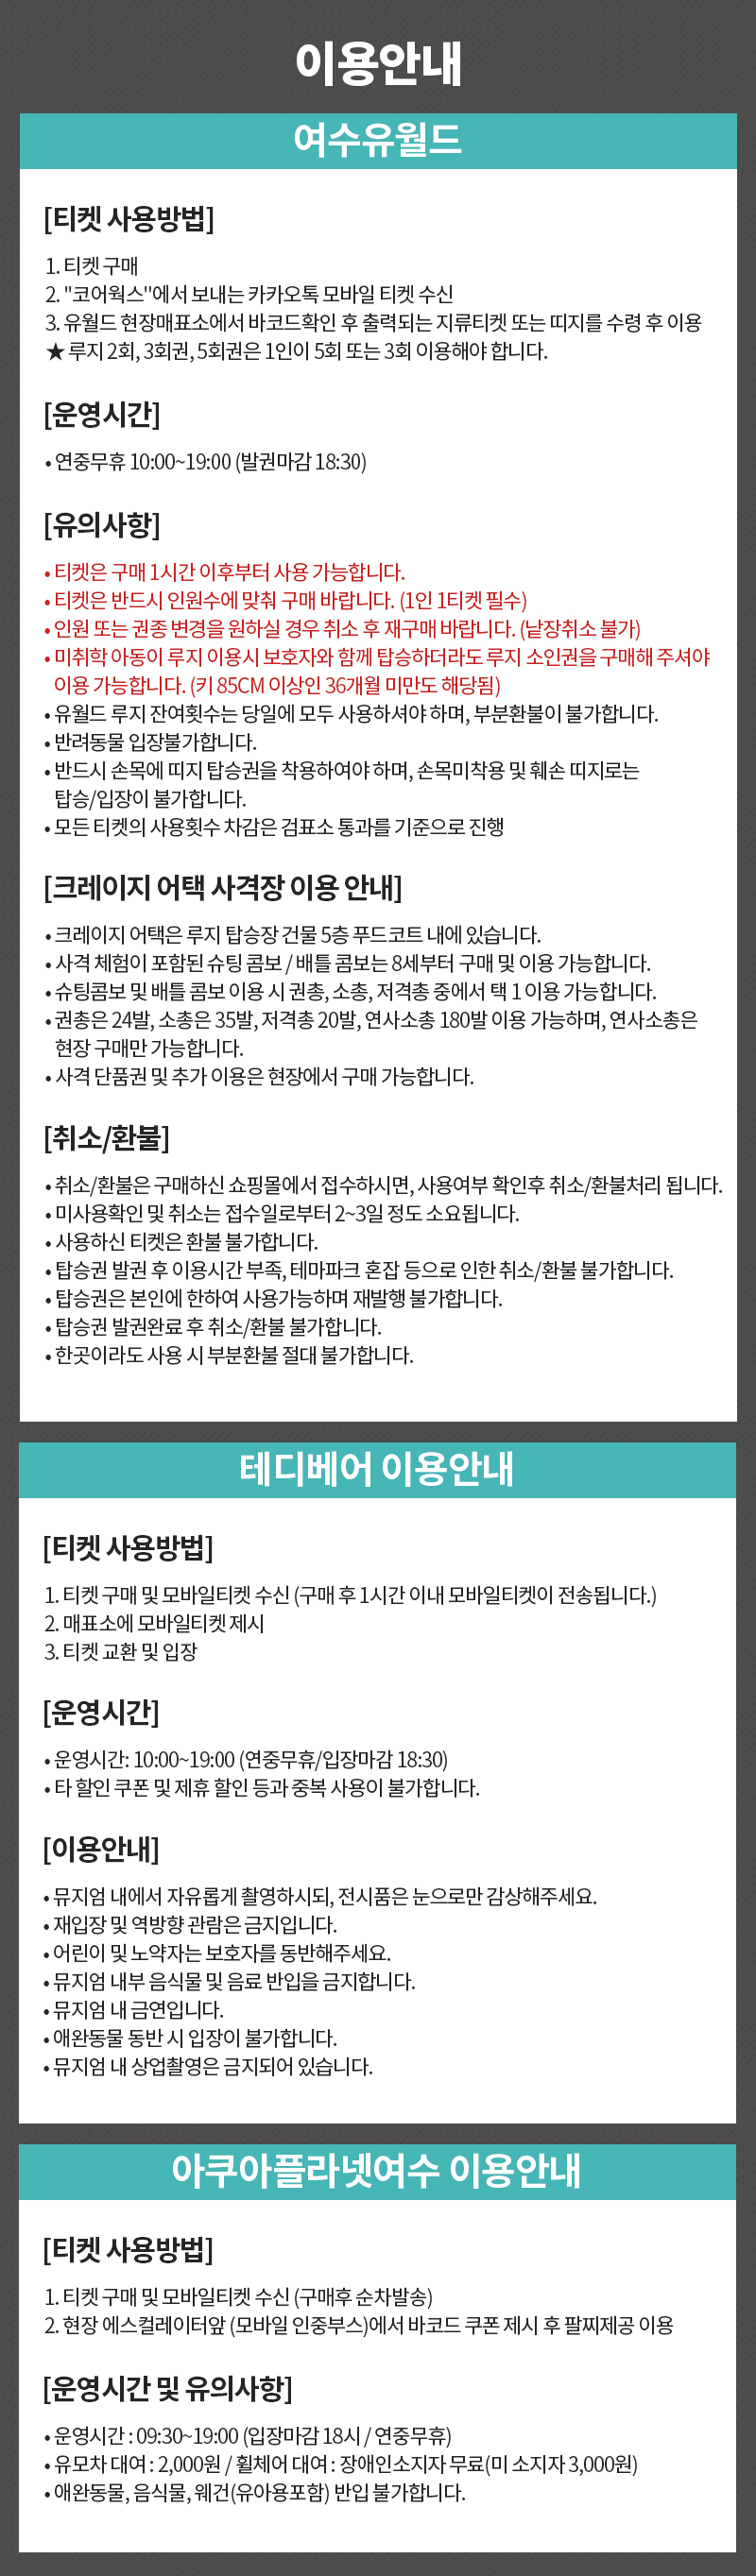 이용안내
여수유월드
[티켓 사용방법]
1. 티켓 구매
2. "코어웍스"에서 보내는 카카오톡 모바일 티켓 수신
3. 유월드 현장매표소에서 바코드확인 후 출력되는 지류티켓 또는 띠지를 수령 후 이용
★ 루지 2회, 3회권, 5회권은 1인이 5회 또는 3회 이용해야 합니다.
[운영시간]
• 연중무휴 10:00~19:00 (발권마감 18:30)
[유의사항]
• 티켓은 구매 1시간 이후부터 사용 가능합니다.
• 티켓은 반드시 인원수에 맞춰 구매 바랍니다. (1인 1티켓 필수)
• 인원 또는 권종 변경을 원하실 경우 취소 후 재구매 바랍니다. (낱장취소 불가)
• 미취학 아동이 루지 이용시 보호자와 함께 탑승하더라도 루지 소인권을 구매해 주셔야
이용 가능합니다. (키 85CM 이상인 36개월 미만도 해당됨)
• 유월드 루지 잔여횟수는 당일에 모두 사용하셔야 하며, 부분환불이 불가합니다.
• 반려동물 입장불가합니다.
• 반드시 손목에 띠지 탑승권을 착용하여야 하며, 손목미착용 및 훼손 띠지로는
탑승/입장이 불가합니다.
• 모든 티켓의 사용횟수 차감은 검표소 통과를 기준으로 진행
[크레이지 어택 사격장 이용 안내]
• 크레이지 어택은 루지 탑승장 건물 5층 푸드코트 내에 있습니다.
• 사격 체험이 포함된 슈팅 콤보 / 배틀 콤보는 8세부터 구매 및 이용 가능합니다.
• 슈팅콤보 및 배틀 콤보 이용 시 권총, 소총, 저격총 중에서 택 1 이용 가능합니다.
• 권총은 24발, 소총은 35발, 저격총 20발, 연사소총 180발 이용 가능하며, 연사소총은
현장 구매만 가능합니다.
• 사격 단품권 및 추가 이용은 현장에서 구매 가능합니다.
[취소/환불]
• 취소/환불은 구매하신 쇼핑몰에서 접수하시면, 사용여부 확인후 취소/환불처리 됩니다.
• 미사용확인 및 취소는 접수일로부터 2~3일 정도 소요됩니다.
• 사용하신 티켓은 환불 불가합니다.
• 탑승권 발권 후 이용시간 부족, 테마파크 혼잡 등으로 인한 취소/환불 불가합니다.
• 탑승권은 본인에 한하여 사용가능하며 재발행 불가합니다.
• 탑승권 발권완료 후 취소/환불 불가합니다.
• 한곳이라도 사용 시 부분환불 절대 불가합니다.
테디베어 이용안내
[티켓 사용방법]
1. 티켓 구매 및 모바일티켓 수신 (구매 후 1시간 이내 모바일티켓이 전송됩니다.)
2. 매표소에 모바일티켓 제시
3. 티켓 교환 및 입장
[운영시간]
• 운영시간: 10:00~19:00 (연중무휴/입장마감 18:30)
• 타 할인 쿠폰 및 제휴 할인 등과 중복 사용이 불가합니다.
[이용안내]
• 뮤지엄 내에서 자유롭게 촬영하시되, 전시품은 눈으로만 감상해주세요.
• 재입장 및 역방향 관람은 금지입니다.
• 어린이 및 노약자는 보호자를 동반해주세요.
• 뮤지엄 내부 음식물 및 음료 반입을 금지합니다.
• 뮤지엄 내 금연입니다.
• 애완동물 동반 시 입장이 불가합니다.
• 뮤지엄 내 상업촬영은 금지되어 있습니다.
아쿠아플라넷여수 이용안내
[티켓 사용방법]
1. 티켓 구매 및 모바일티켓 수신 (구매후 순차발송)
2. 현장 에스컬레이터앞 (모바일 인중부스)에서 바코드 쿠폰 제시 후 팔찌제공 이용
[운영시간 및 유의사항]
• 운영시간 : 09:30~19:00 (입장마감 18시 / 연중무휴)
• 유모차 대여 : 2,000원 / 휠체어 대여 : 장애인소지자 무료(미 소지자 3,000원)
• 애완동물, 음식물, 웨건(유아용포함) 반입 불가합니다.